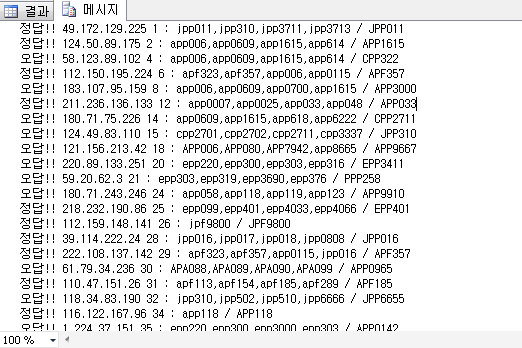 결과 메시지
정답!! 49.172.129.225 1 : jpp011,jpp310,jpp3711,jpp3713 / JPP011
정답!! 124.50.89.175 2 : app006,app0609,app1615,app614 / APP1615
오답!! 58.123.89.102 4 : app006,app0609,app1615,app614 / CPP322
정답!! 112.150.195.224 6 : apf323,apf357,app006,app0115 / APF357
오답!! 183.107.95.159 8 : app006,app0609,app0700,app1615 / APP3000
정답!! 211.236.136.133 12 : app0007,app0025,app033,app048 / APP033
오답!! 180.71.75.226 14 : app0609,app1615,app618,app6222 / CPP2711
오답!! 124.49.83.110 15 : cpp2701,cpp2702,cpp2711,cpp3337 / JPP310
오답!! 121.156.213.42 18 : APP006,APP080,APP7942,app8665 / APP9667
오답!! 220.89.133.251 20 : epp220,epp300,epp303,epp316 / EPP3411
오답!! 59.20.62.3 21 : epp303,epp319,epp3690,epp376 / PPP258
오답!! 180.71.243.246 24 : app058,app118,app119,app123 / APP9910
정답!! 218.232.190.86 25 : epp099,epp401,epp4033,epp4066 / EPP401
정답!! 112.159.148.141 26 : jpf9800 / JPF9800
정답!! 39.114.222.24 28 : jpp016,jpp017,jpp018,jpp0808 / JPP016
정답!! 222.108.137.142 29 : apf323,apf357,app0115,jpp016 / APF357
오답!! 61.79.34.236 30 : APA088,APA089,APA090,APA099 / APP0965
정답!! 110.47.151.26 31 : apf113,apf154,apf185,apf289 / APF185
오답!! 118.34.83.190 32 : jpp310,jpp502,jpp510,jpp6666 / JPP6655
정답!! 116.122.167.96 34 : app118 / APP118
오답!! 1.224.37.151 35 : epp220,epp300,epp3000,epp303 / APP0142
100 %